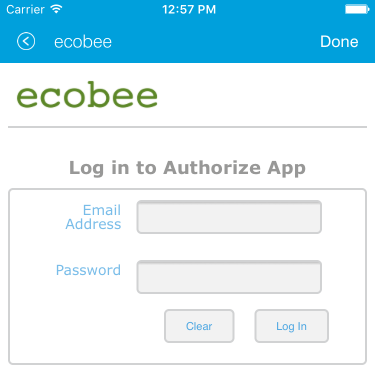 Carrier 12:57 PM
ecobee Done
ecobee
Log in to Authorize App
Email
Address
Password
Clear Log In